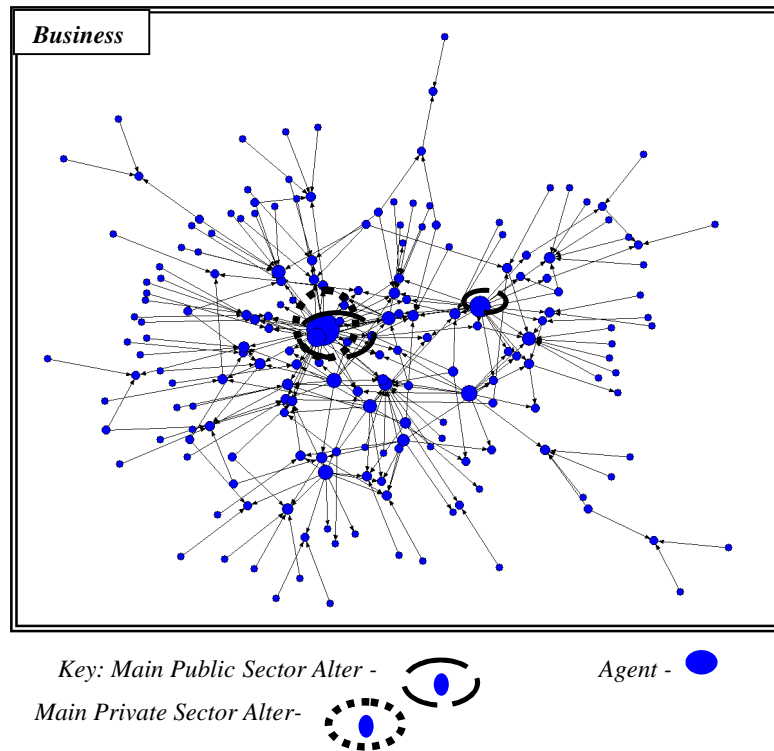 Business
Key: Main Public Sector Alter - Agent -
Main Private Sector Alter-